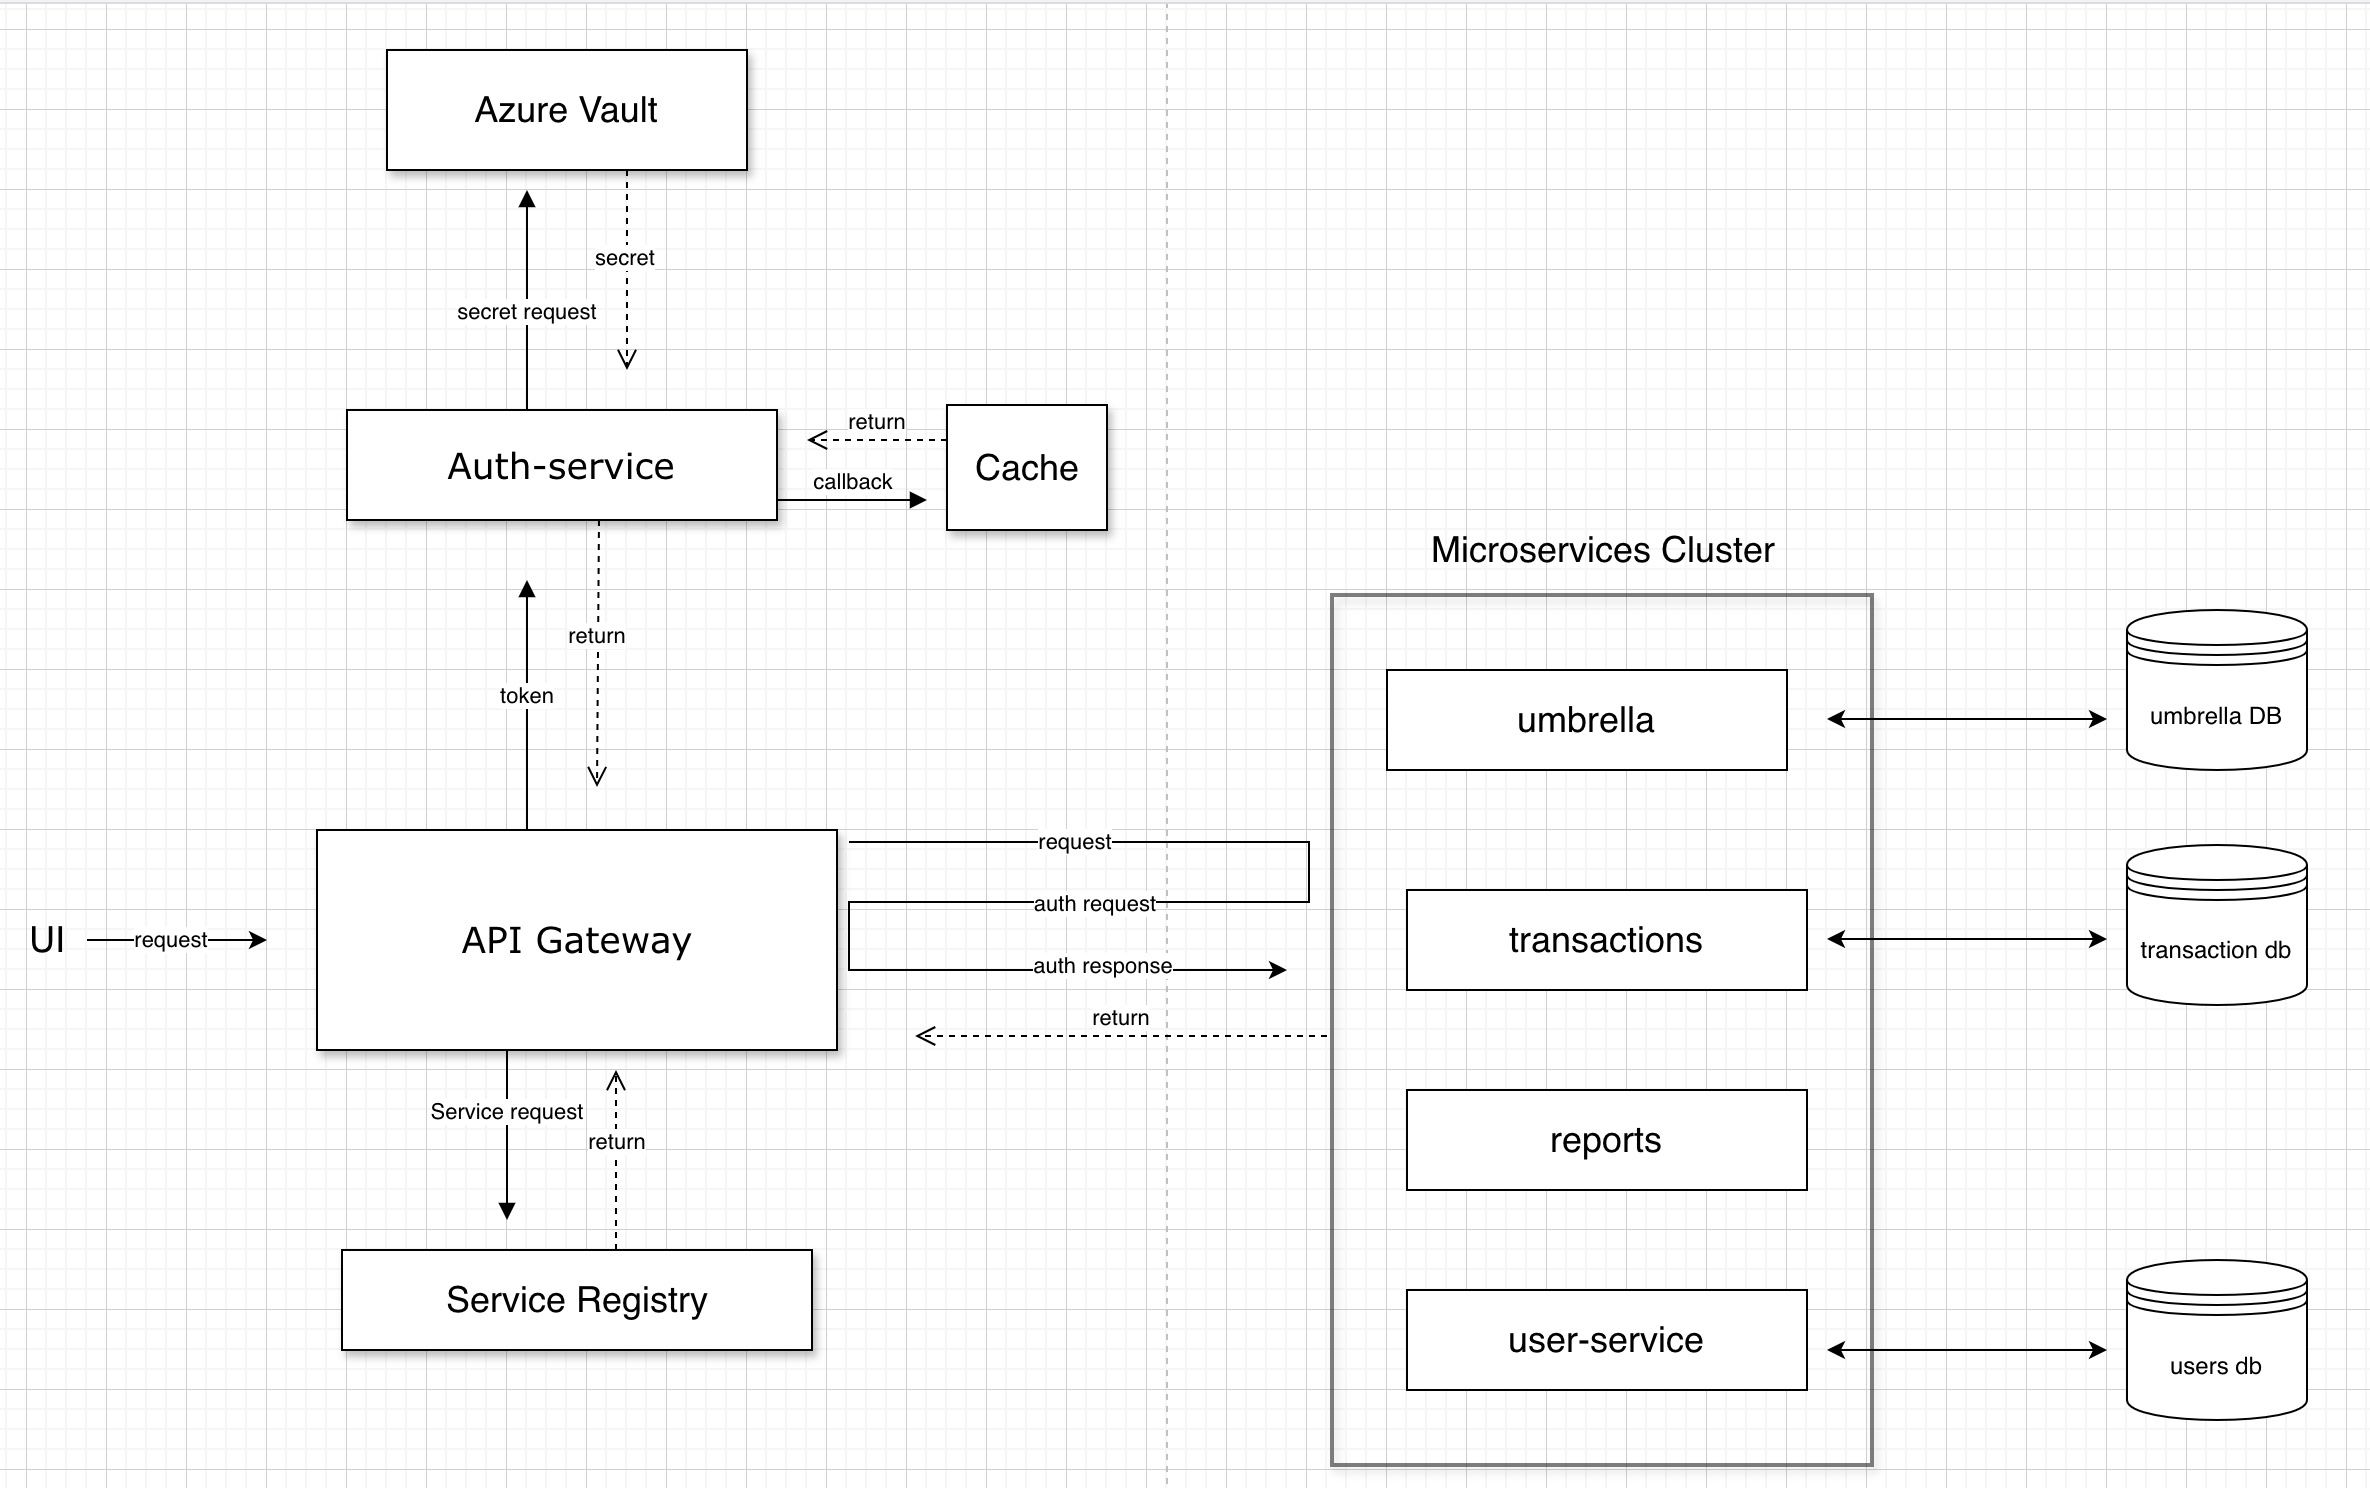 Azure Vault
secret
secret request
return
Auth-service
Cache
callback
Microservices Cluster
return
token
umbrella
umbrella DB
request
auth request
UI
request
API Gateway
transactions
transaction db
auth response
return
Service request
return
reports
Service Registry
user-service
users db